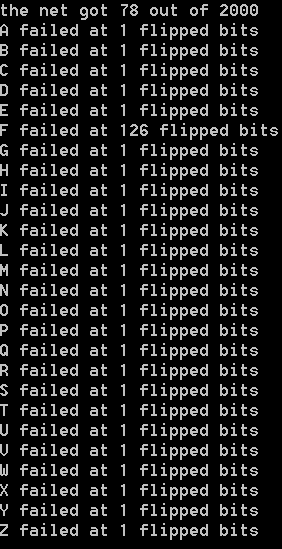 the net got 78 out of 2000
A failed at 1 flipped bits
B failed at 1 flipped bits
C failed at 1 flipped bits
D failed at 1 flipped bits
E failed at 1 flipped bits
F failed at 126 flipped bits
G failed at 1 flipped bits
H failed at 1 flipped bits
I failed at 1 flipped bits
J failed at 1 flipped bits
K failed at 1 flipped bits
L failed at 1 flipped bits
M failed at 1 flipped bits
N failed at 1 flipped bits
O failed at 1 flipped bits
P failed at 1 flipped bits
Q failed at 1 flipped bits
R failed at 1 flipped bits
S failed at 1 flipped bits
T failed at 1 flipped bits
U failed at 1 flipped bits
V failed at 1 flipped bits
W failed at 1 flipped bits
X failed at 1 flipped bits
Y failed at 1 flipped bits
Z failed at 1 flipped bits